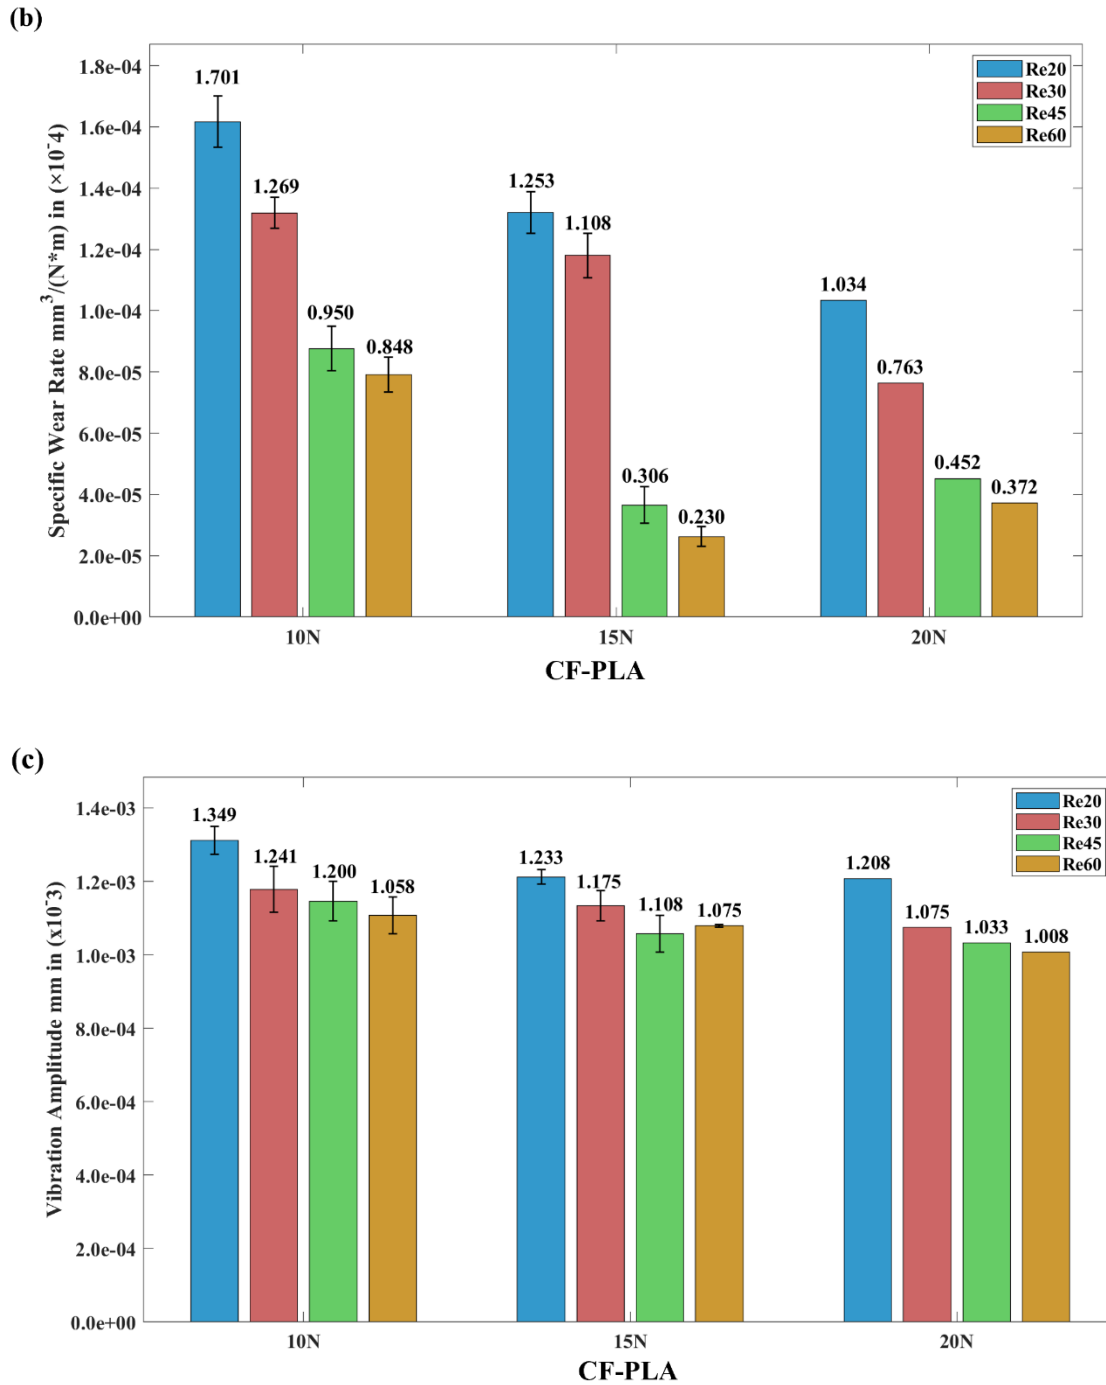 (b)
Specific Wear Rate mm³/(N*m) in (×10⁻4)
1.8e-04
1.6e-04
1.4e-04
1.2e-04
1.0e-04
8.0e-05
6.0e-05
4.0e-05
2.0e-05
0.0e+00
1.701
1.269
0.950
0.848
1.253
1.108
0.306
0.230
1.034
0.763
0.452
0.372
Re20
Re30
Re45
Re60
10N 15N 20N
CF-PLA
(c)
Vibration Amplitude mm in (x10⁻3)
1.4e-03
1.2e-03
1.0e-03
8.0e-04
6.0e-04
4.0e-04
2.0e-04
0.0e+00
1.349
1.241
1.200
1.058
1.233
1.175
1.108
1.075
1.208
1.075
1.033
1.008
Re20
Re30
Re45
Re60
10N 15N 20N
CF-PLA